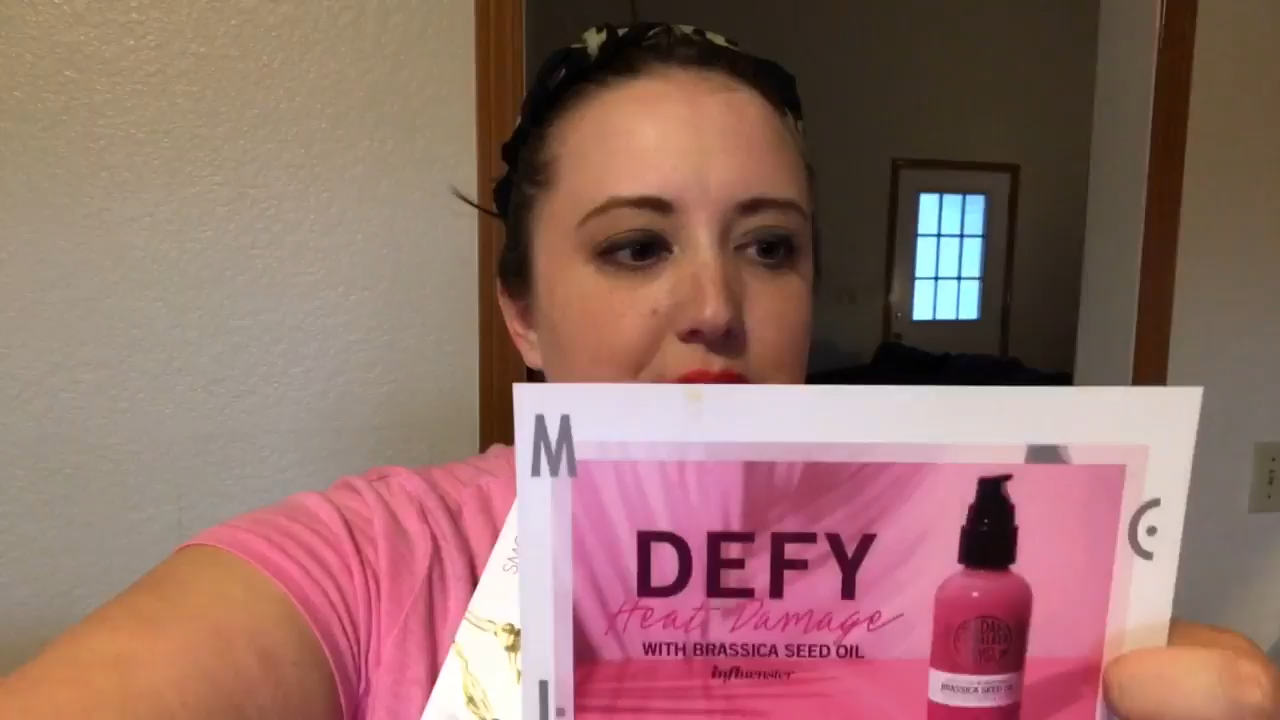 M
DEFY
Heat Damage
WITH BRASSICA SEED OIL
influenster
BRASSICA SEED OIL